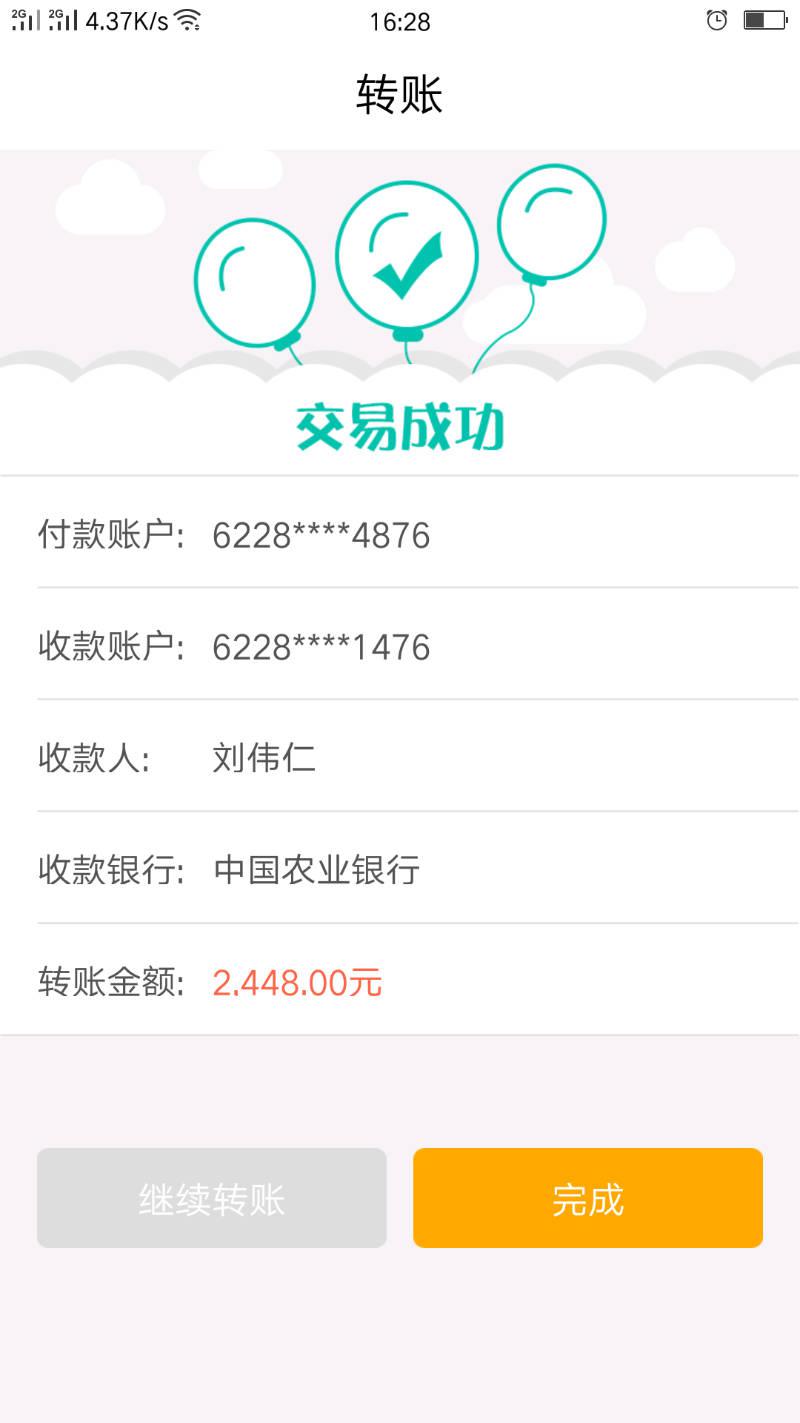 2G 2G 4.37K/s 16:28
转账
交易成功
付款账户: 6228****4876
收款账户: 6228****1476
收款人: 刘伟仁
收款银行: 中国农业银行
转账金额: 2,448.00元
继续转账 完成